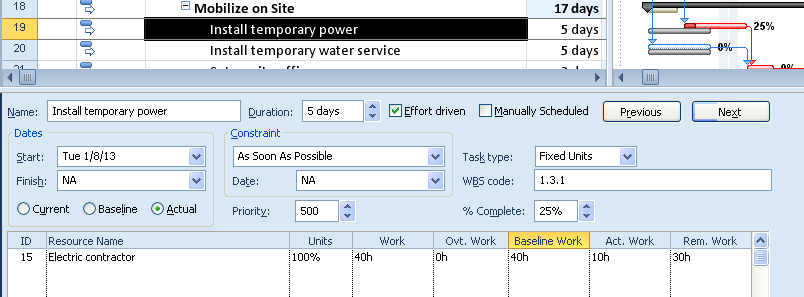 18 Mobilize on Site 17 days
19 Install temporary power 5 days 25%
20 Install temporary water service 5 days 0%
0%
Name: Install temporary power Duration: 5 days Effort driven Manually Scheduled Previous Next
Dates Constraint
Start: Tue 1/8/13 As Soon As Possible Task type: Fixed Units
Finish: NA Date: NA WBS code: 1.3.1
Current Baseline Actual Priority: 500 % Complete: 25%
ID Resource Name Units Work Ovt. Work Baseline Work Act. Work Rem. Work
15 Electric contractor 100% 40h 0h 40h 10h 30h